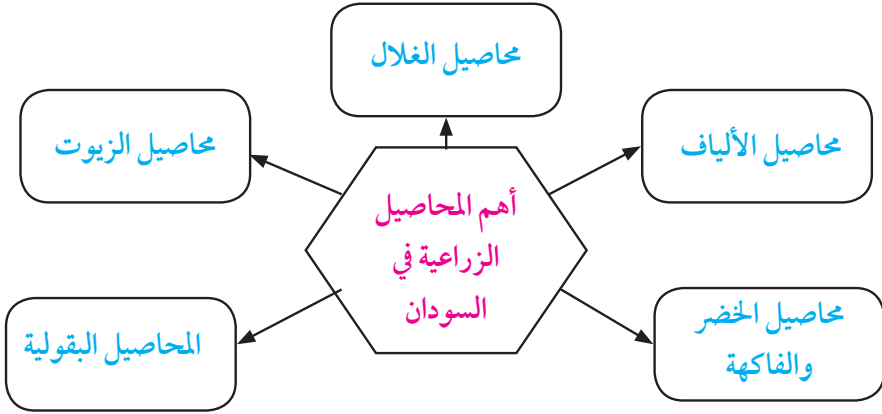 محاصيل الغلال
محاصيل الألياف
محاصيل الزيوت
أهم المحاصيل
الزراعية في
السودان
محاصيل الخضر
والفاكهة
المحاصيل البقولية